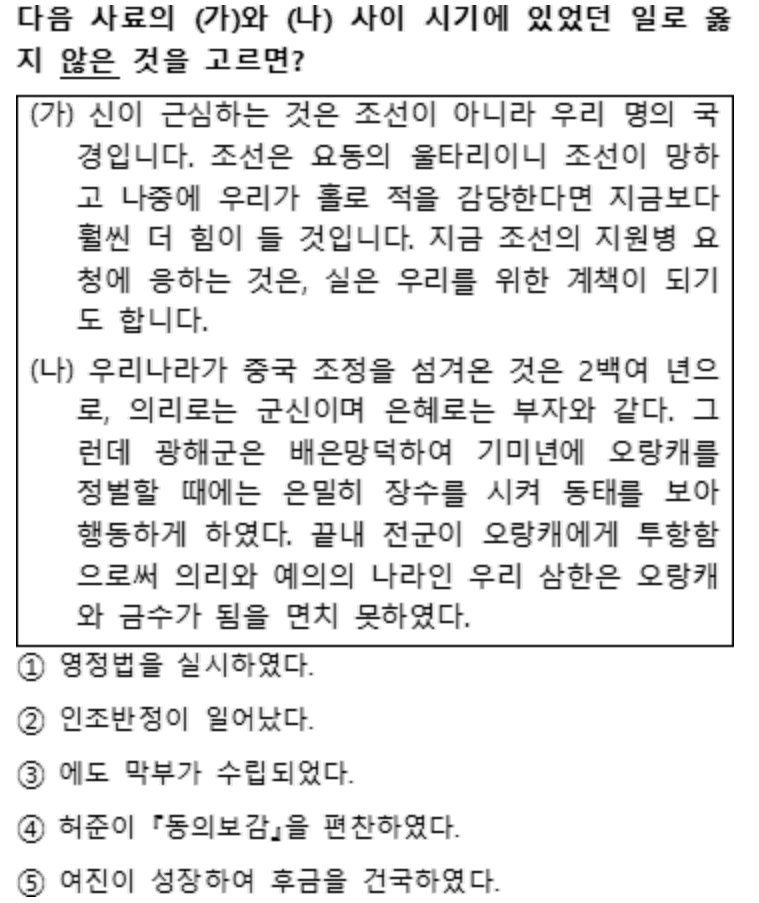 다음 사료의 (가)와 (나) 사이 시기에 있었던 일로 옳
지 않은 것을 고르면?
(가) 신이 근심하는 것은 조선이 아니라 우리 명의 국
경입니다. 조선은 요동의 울타리이니 조선이 망하
고 나중에 우리가 홀로 적을 감당한다면 지금보다
훨씬 더 힘이 들 것입니다. 지금 조선의 지원병 요
청에 응하는 것은, 실은 우리를 위한 계책이 되기
도 합니다.
(나) 우리나라가 중국 조정을 섬겨온 것은 2백여 년으
로, 의리로는 군신이며 은혜로는 부자와 같다. 그
런데 광해군은 배은망덕하여 기미년에 오랑캐를
정벌할 때에는 은밀히 장수를 시켜 동태를 보아
행동하게 하였다. 끝내 전군이 오랑캐에게 투항함
으로써 의리와 예의의 나라인 우리 삼한은 오랑캐
와 금수가 됨을 면치 못하였다.
① 영정법을 실시하였다.
② 인조반정이 일어났다.
③ 에도 막부가 수립되었다.
④ 허준이 『동의보감』을 편찬하였다.
⑤ 여진이 성장하여 후금을 건국하였다.